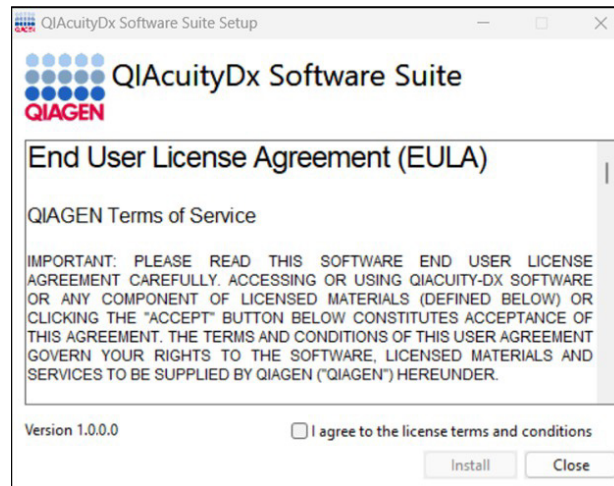 QIAcuityDx Software Suite Setup
QIAGEN
QIAcuityDx Software Suite
End User License Agreement (EULA)
QIAGEN Terms of Service
IMPORTANT: PLEASE READ THIS SOFTWARE END USER LICENSE
AGREEMENT CAREFULLY. ACCESSING OR USING QIACUITY-DX SOFTWARE
OR ANY COMPONENT OF LICENSED MATERIALS (DEFINED BELOW) OR
CLICKING THE "ACCEPT" BUTTON BELOW CONSTITUTES ACCEPTANCE OF
THIS AGREEMENT. THE TERMS AND CONDITIONS OF THIS USER AGREEMENT
GOVERN YOUR RIGHTS TO THE SOFTWARE, LICENSED MATERIALS AND
SERVICES TO BE SUPPLIED BY QIAGEN ("QIAGEN") HEREUNDER.
Version 1.0.0.0
I agree to the license terms and conditions
Install
Close